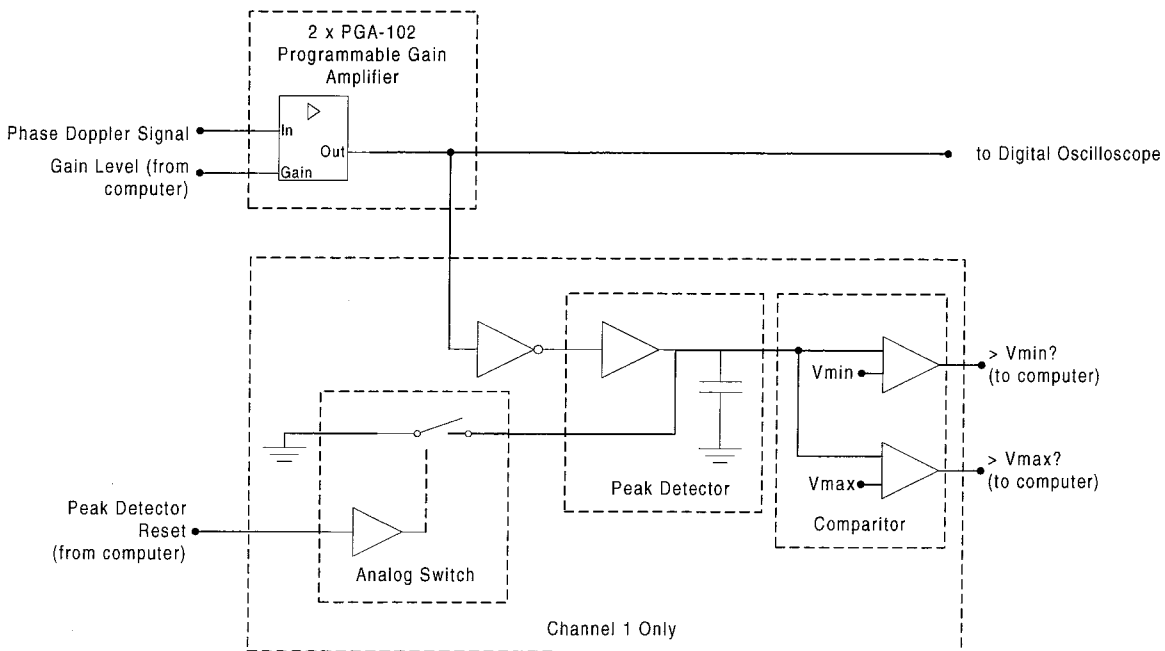 2 x PGA-102
Programmable Gain
Amplifier
Phase Doppler Signal
In
Out
to Digital Oscilloscope
Gain Level (from
computer)
Gain
Vmin
> Vmin?
(to computer)
Vmax
> Vmax?
(to computer)
Peak Detector
Comparitor
Peak Detector
Reset
(from computer)
Analog Switch
Channel 1 Only